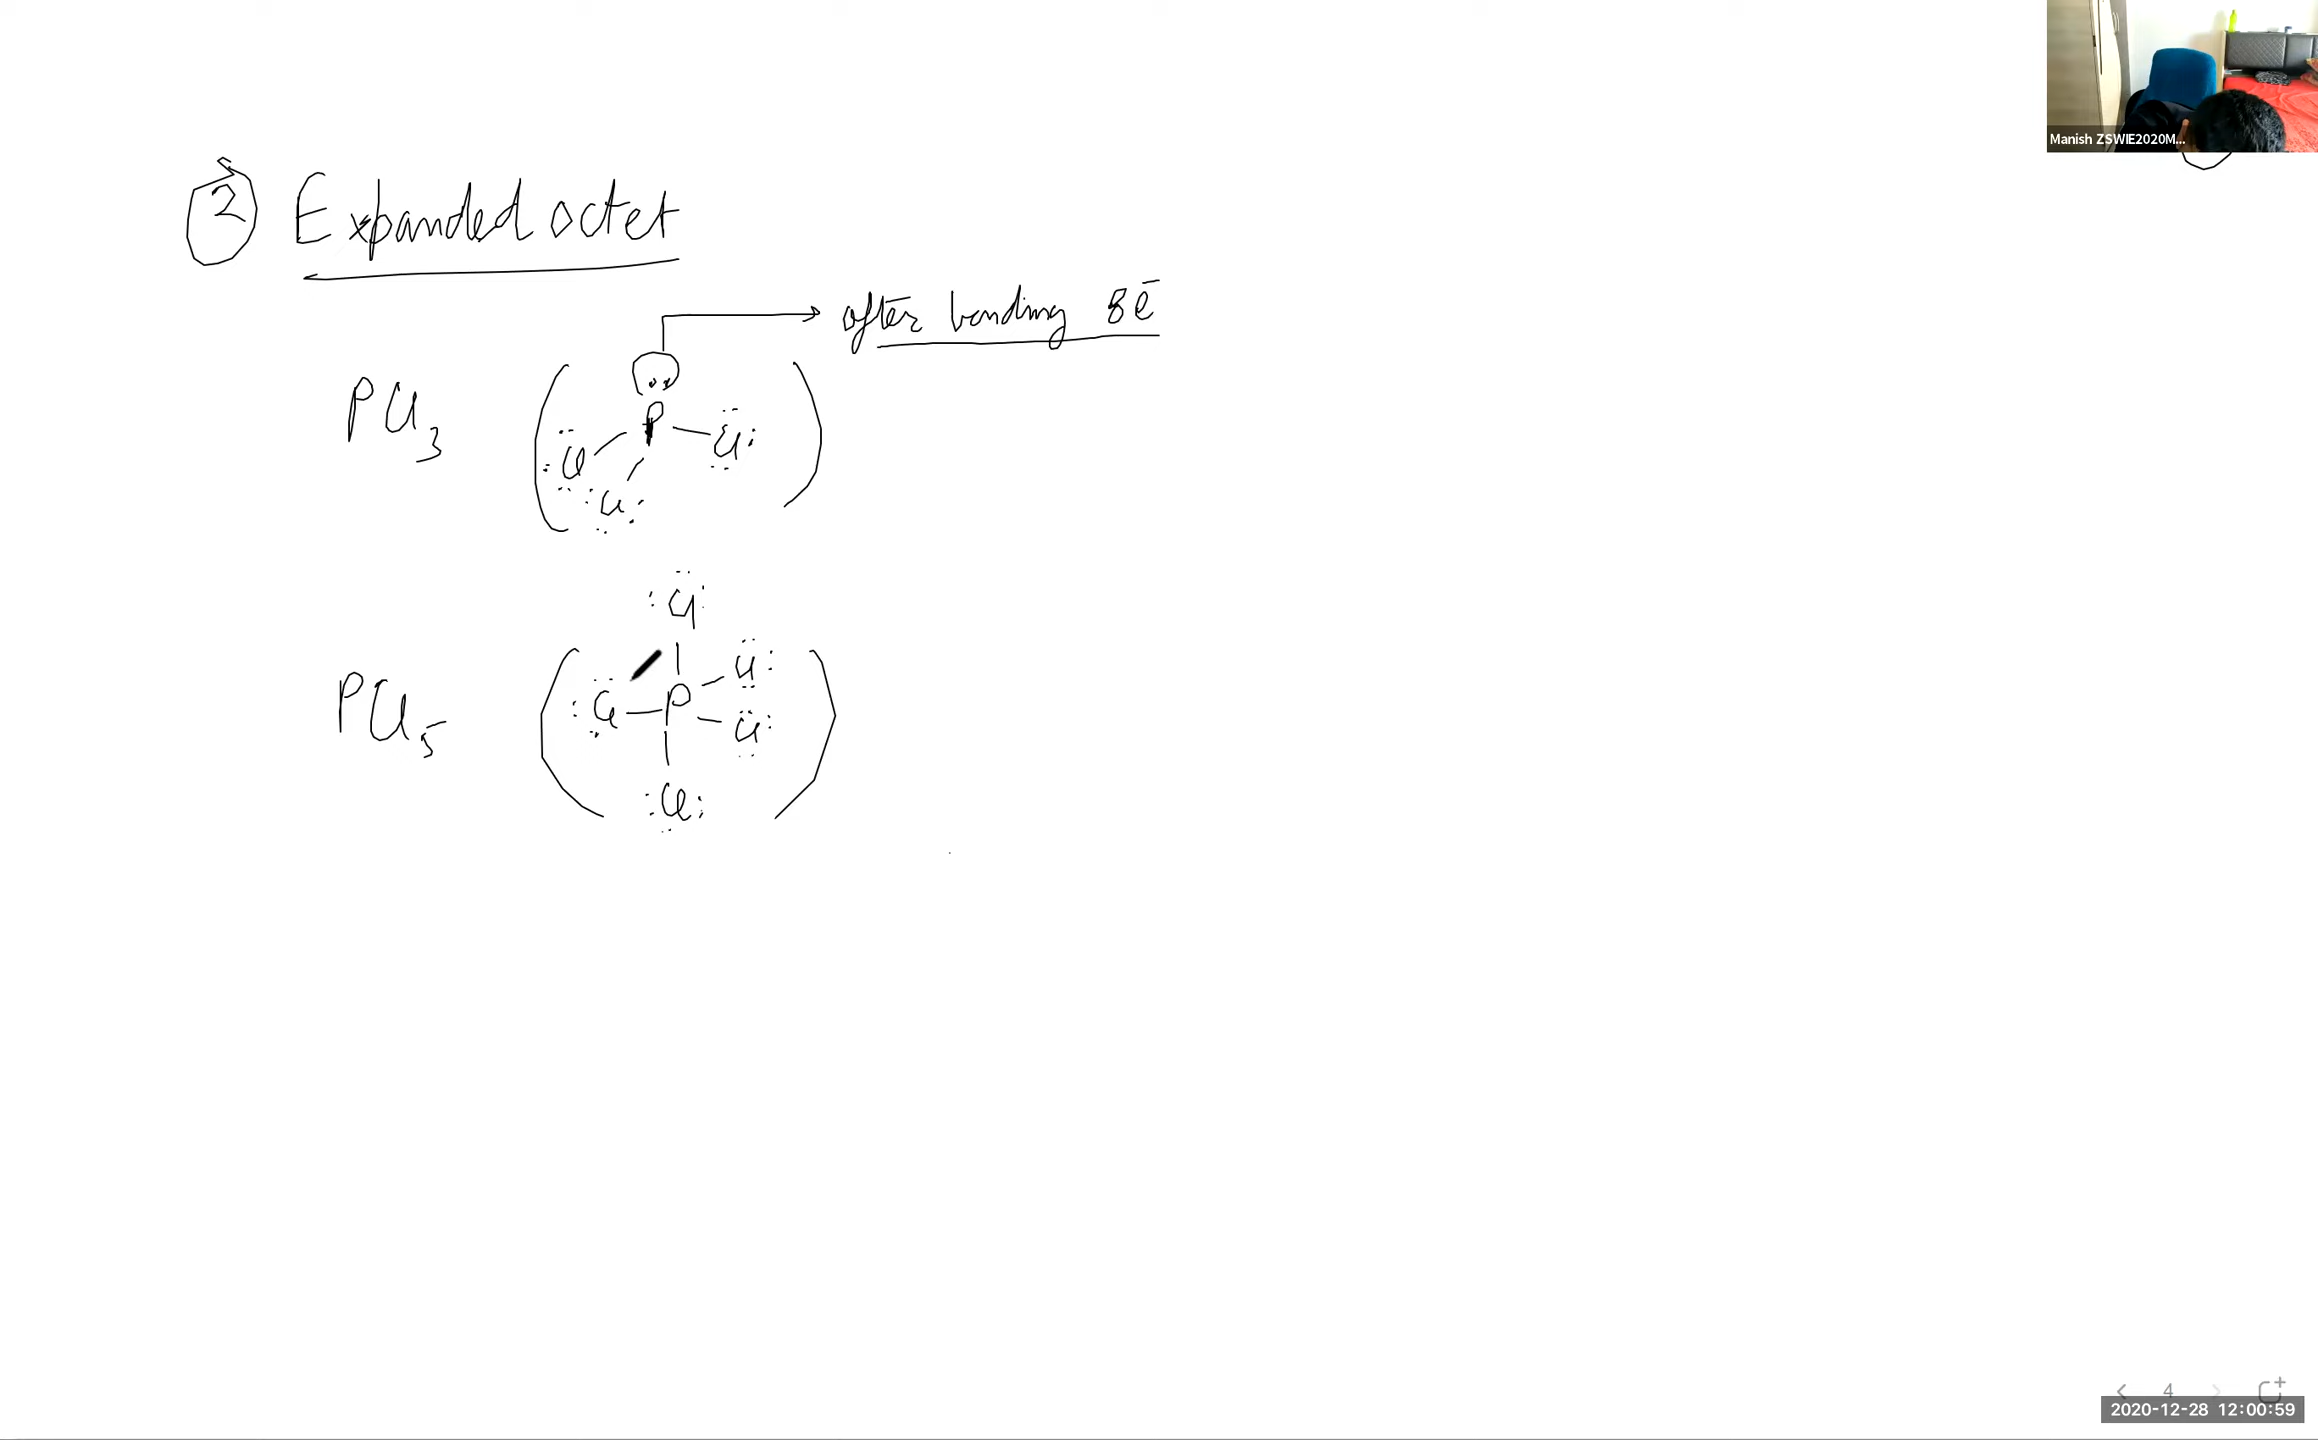 Manish ZSWIE2020M...
2 Expanded octet
after bonding 8e̅
PCl3
P
Cl
Cl
Cl
Cl
PCl5
Cl
Cl P
Cl
Cl
4
2020-12-28 12:00:59